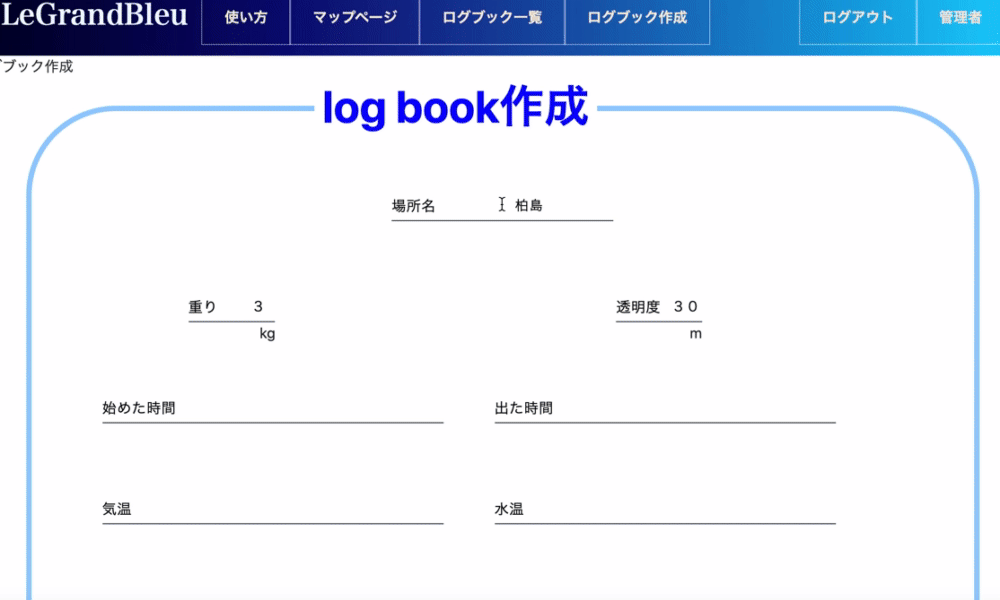 LeGrandBleu 使い方 マップページ ログブック一覧 ログブック作成 ログアウト 管理者
ブック作成
log book作成
場所名 柏島
重り 3 透明度 30
kg m
始めた時間 出た時間
気温 水温